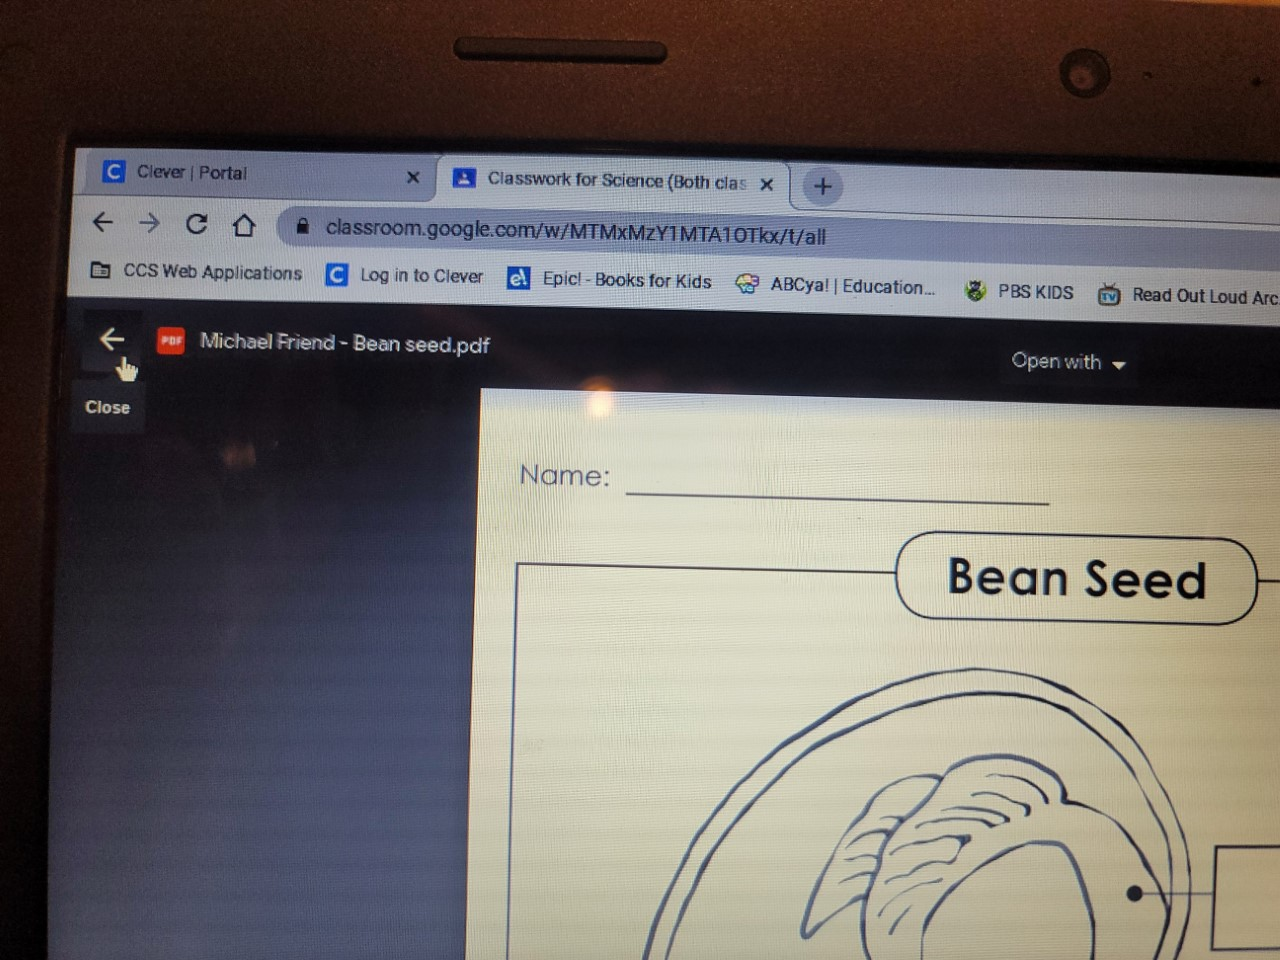 Clever | Portal
Classwork for Science (Both clas
classroom.google.com/w/MTMxMzY1MTA1OTkx/t/all
CCS Web Applications
Log in to Clever
Epic! - Books for Kids
ABCya! | Education...
PBS KIDS
Read Out Loud Arc
PDF
Michael Friend - Bean seed.pdf
Open with
Close
Name:
Bean Seed